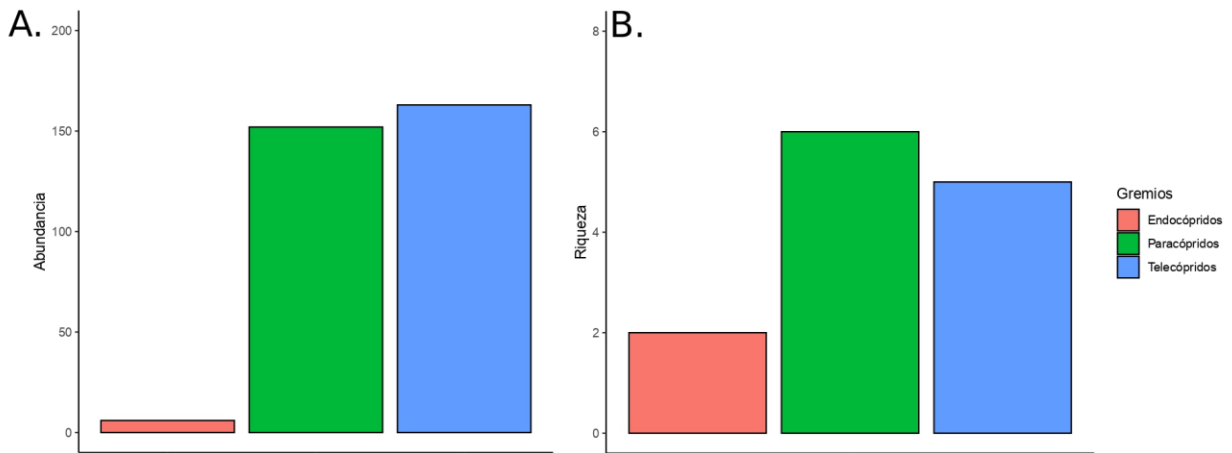 A.
200
150
100
50
0
Abundancia
B.
8
6
4
2
0
Riqueza
Gremios
Endocópridos
Paracópridos
Telecópridos